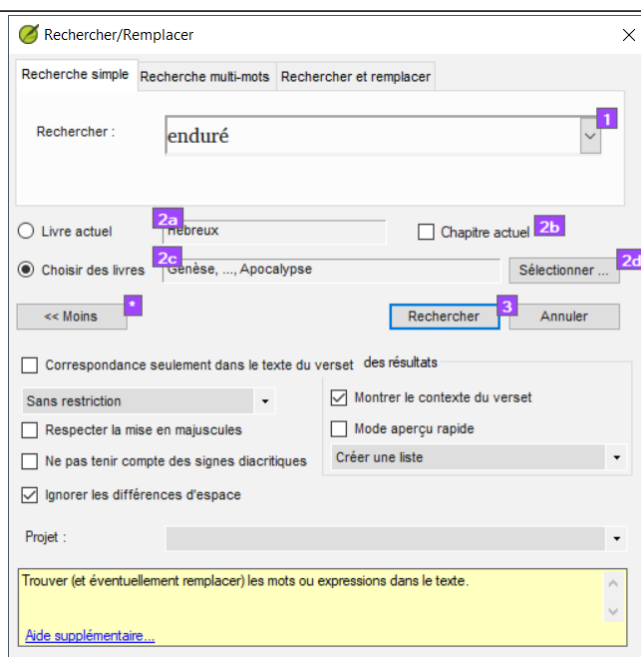 Rechercher/Remplacer
Recherche simple Recherche multi-mots Rechercher et remplacer
Rechercher : enduré 1
Livre actuel 2a Hébreux Chapitre actuel 2b
Choisir des livres 2c Genèse, ..., Apocalypse Sélectionner ... 2d
<< Moins * Rechercher 3 Annuler
Correspondance seulement dans le texte du verset des résultats
Sans restriction Montrer le contexte du verset
Respecter la mise en majuscules Mode aperçu rapide
Ne pas tenir compte des signes diacritiques Créer une liste
Ignorer les différences d'espace
Projet :
Trouver (et éventuellement remplacer) les mots ou expressions dans le texte.
Aide supplémentaire...